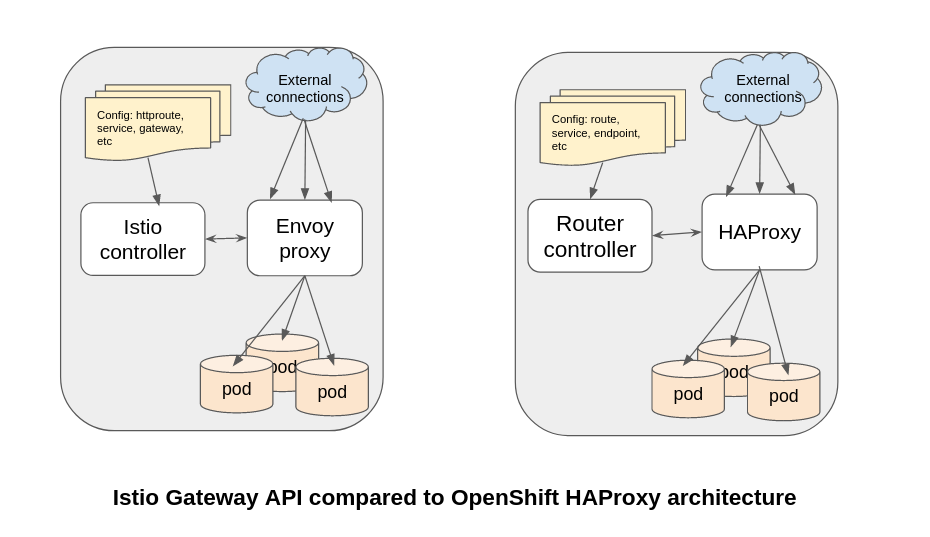 External
connections
Config: httproute,
service, gateway,
etc
Istio
controller
Envoy
proxy
pod
pod
pod
External
connections
Config: route,
service, endpoint,
etc
Router
controller
HAProxy
pod
pod
pod
Istio Gateway API compared to OpenShift HAProxy architecture